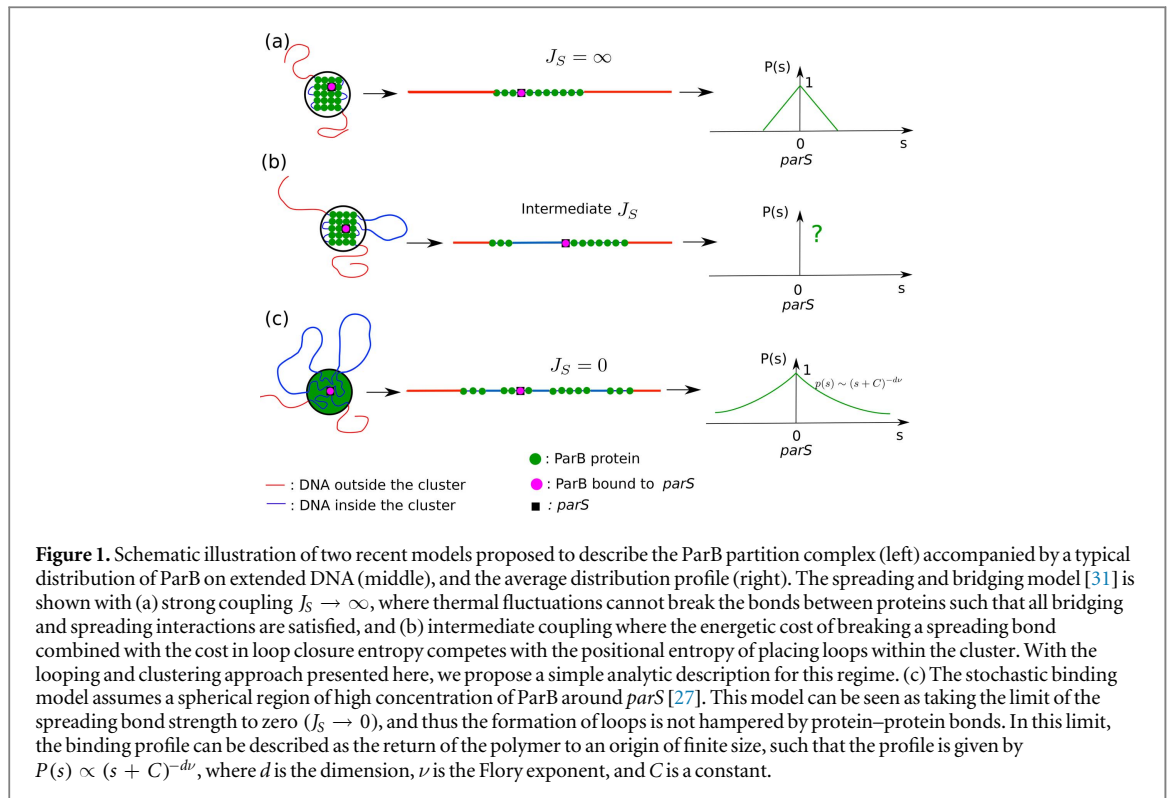 (a)
J_S = ∞
P(s)
1
0
s
parS
(b)
Intermediate J_S
P(s)
?
0
s
parS
(c)
J_S = 0
P(s)
1
p(s) ~ (s + C)^{-dν}
0
s
parS
: ParB protein
: DNA outside the cluster
: ParB bound to parS
: DNA inside the cluster
: parS
Figure 1. Schematic illustration of two recent models proposed to describe the ParB partition complex (left) accompanied by a typical
distribution of ParB on extended DNA (middle), and the average distribution profile (right). The spreading and bridging model [31] is
shown with (a) strong coupling J_S → ∞, where thermal fluctuations cannot break the bonds between proteins such that all bridging
and spreading interactions are satisfied, and (b) intermediate coupling where the energetic cost of breaking a spreading bond
combined with the cost in loop closure entropy competes with the positional entropy of placing loops within the cluster. With the
looping and clustering approach presented here, we propose a simple analytic description for this regime. (c) The stochastic binding
model assumes a spherical region of high concentration of ParB around parS [27]. This model can be seen as taking the limit of the
spreading bond strength to zero (J_S → 0), and thus the formation of loops is not hampered by protein–protein bonds. In this limit,
the binding profile can be described as the return of the polymer to an origin of finite size, such that the profile is given by
P(s) ∝ (s + C)^{-dν}, where d is the dimension, ν is the Flory exponent, and C is a constant.